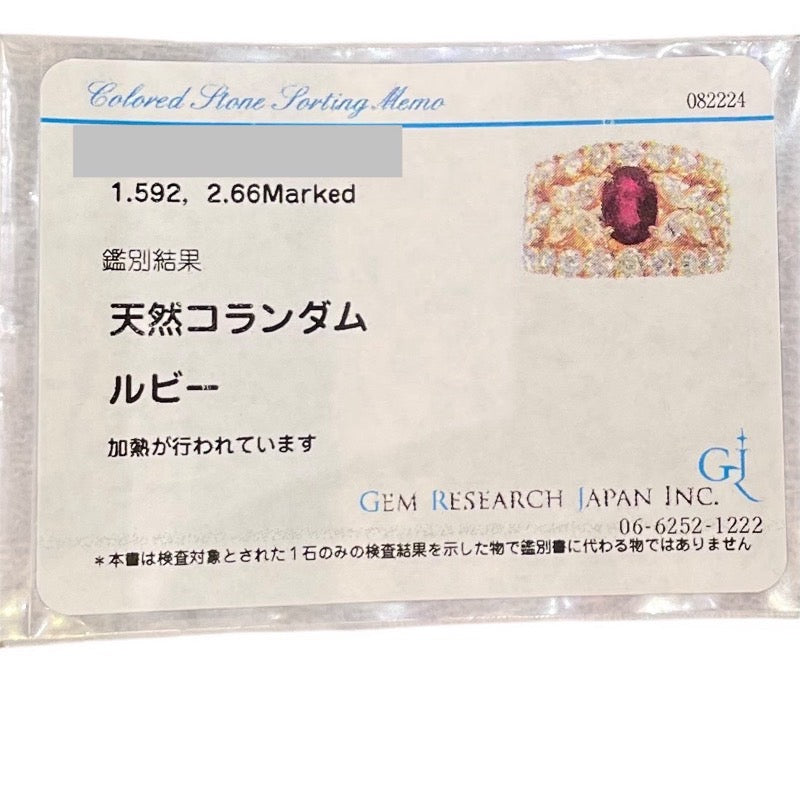 Colored Stone Sorting Memo
082224
1.592, 2.66Marked
鑑別結果
天然コランダム
ルビー
加熱が行われています
GJ
GEM RESEARCH JAPAN INC.
06-6252-1222
＊本書は検査対象とされた１石のみの検査結果を示した物で鑑別書に代わる物ではありません